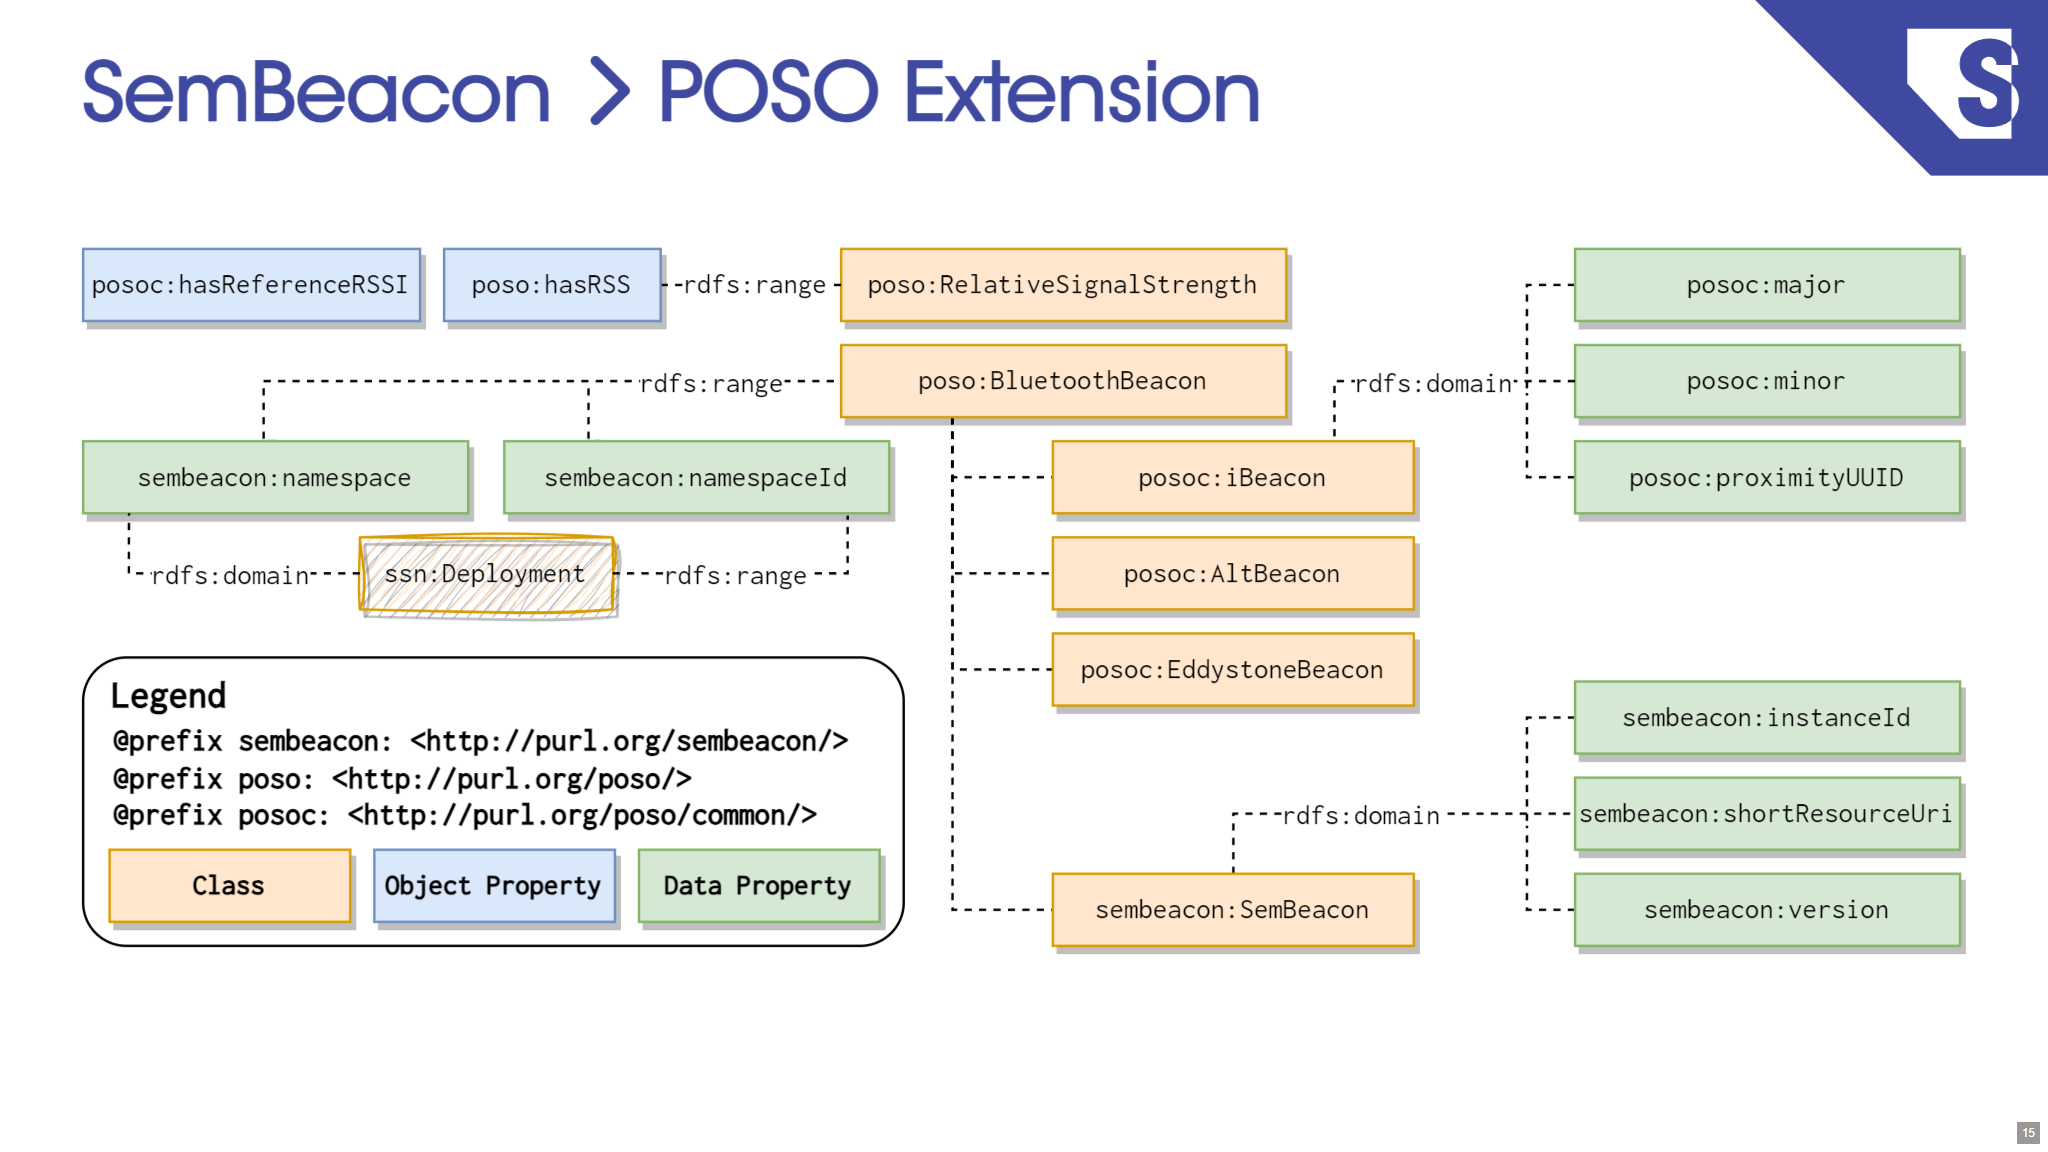 SemBeacon > POSO Extension
S
posoc:hasReferenceRSSI
poso:hasRSS
rdfs:range
poso:RelativeSignalStrength
posoc:major
poso:BluetoothBeacon
rdfs:range
rdfs:domain
posoc:minor
sembeacon:namespace
sembeacon:namespaceId
posoc:iBeacon
posoc:proximityUUID
rdfs:domain
ssn:Deployment
rdfs:range
posoc:AltBeacon
posoc:EddystoneBeacon
Legend
@prefix sembeacon: <http://purl.org/sembeacon/>
@prefix poso: <http://purl.org/poso/>
@prefix posoc: <http://purl.org/poso/common/>
Class
Object Property
Data Property
sembeacon:instanceId
rdfs:domain
sembeacon:shortResourceUri
sembeacon:SemBeacon
sembeacon:version
15